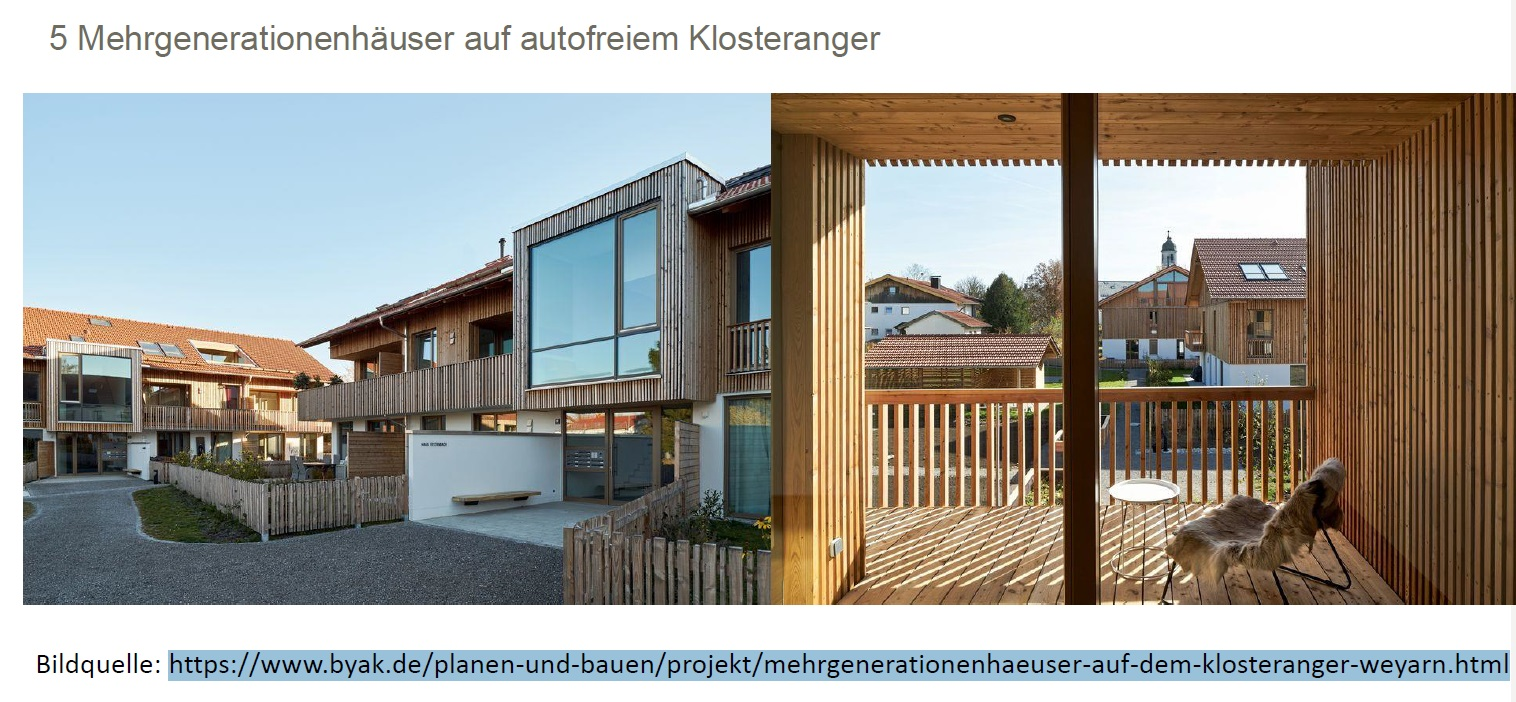 5 Mehrgenerationenhäuser auf autofreiem Klosteranger
Bildquelle: https://www.byak.de/planen-und-bauen/projekt/mehrgenerationenhaeuser-auf-dem-klosteranger-weyarn.html